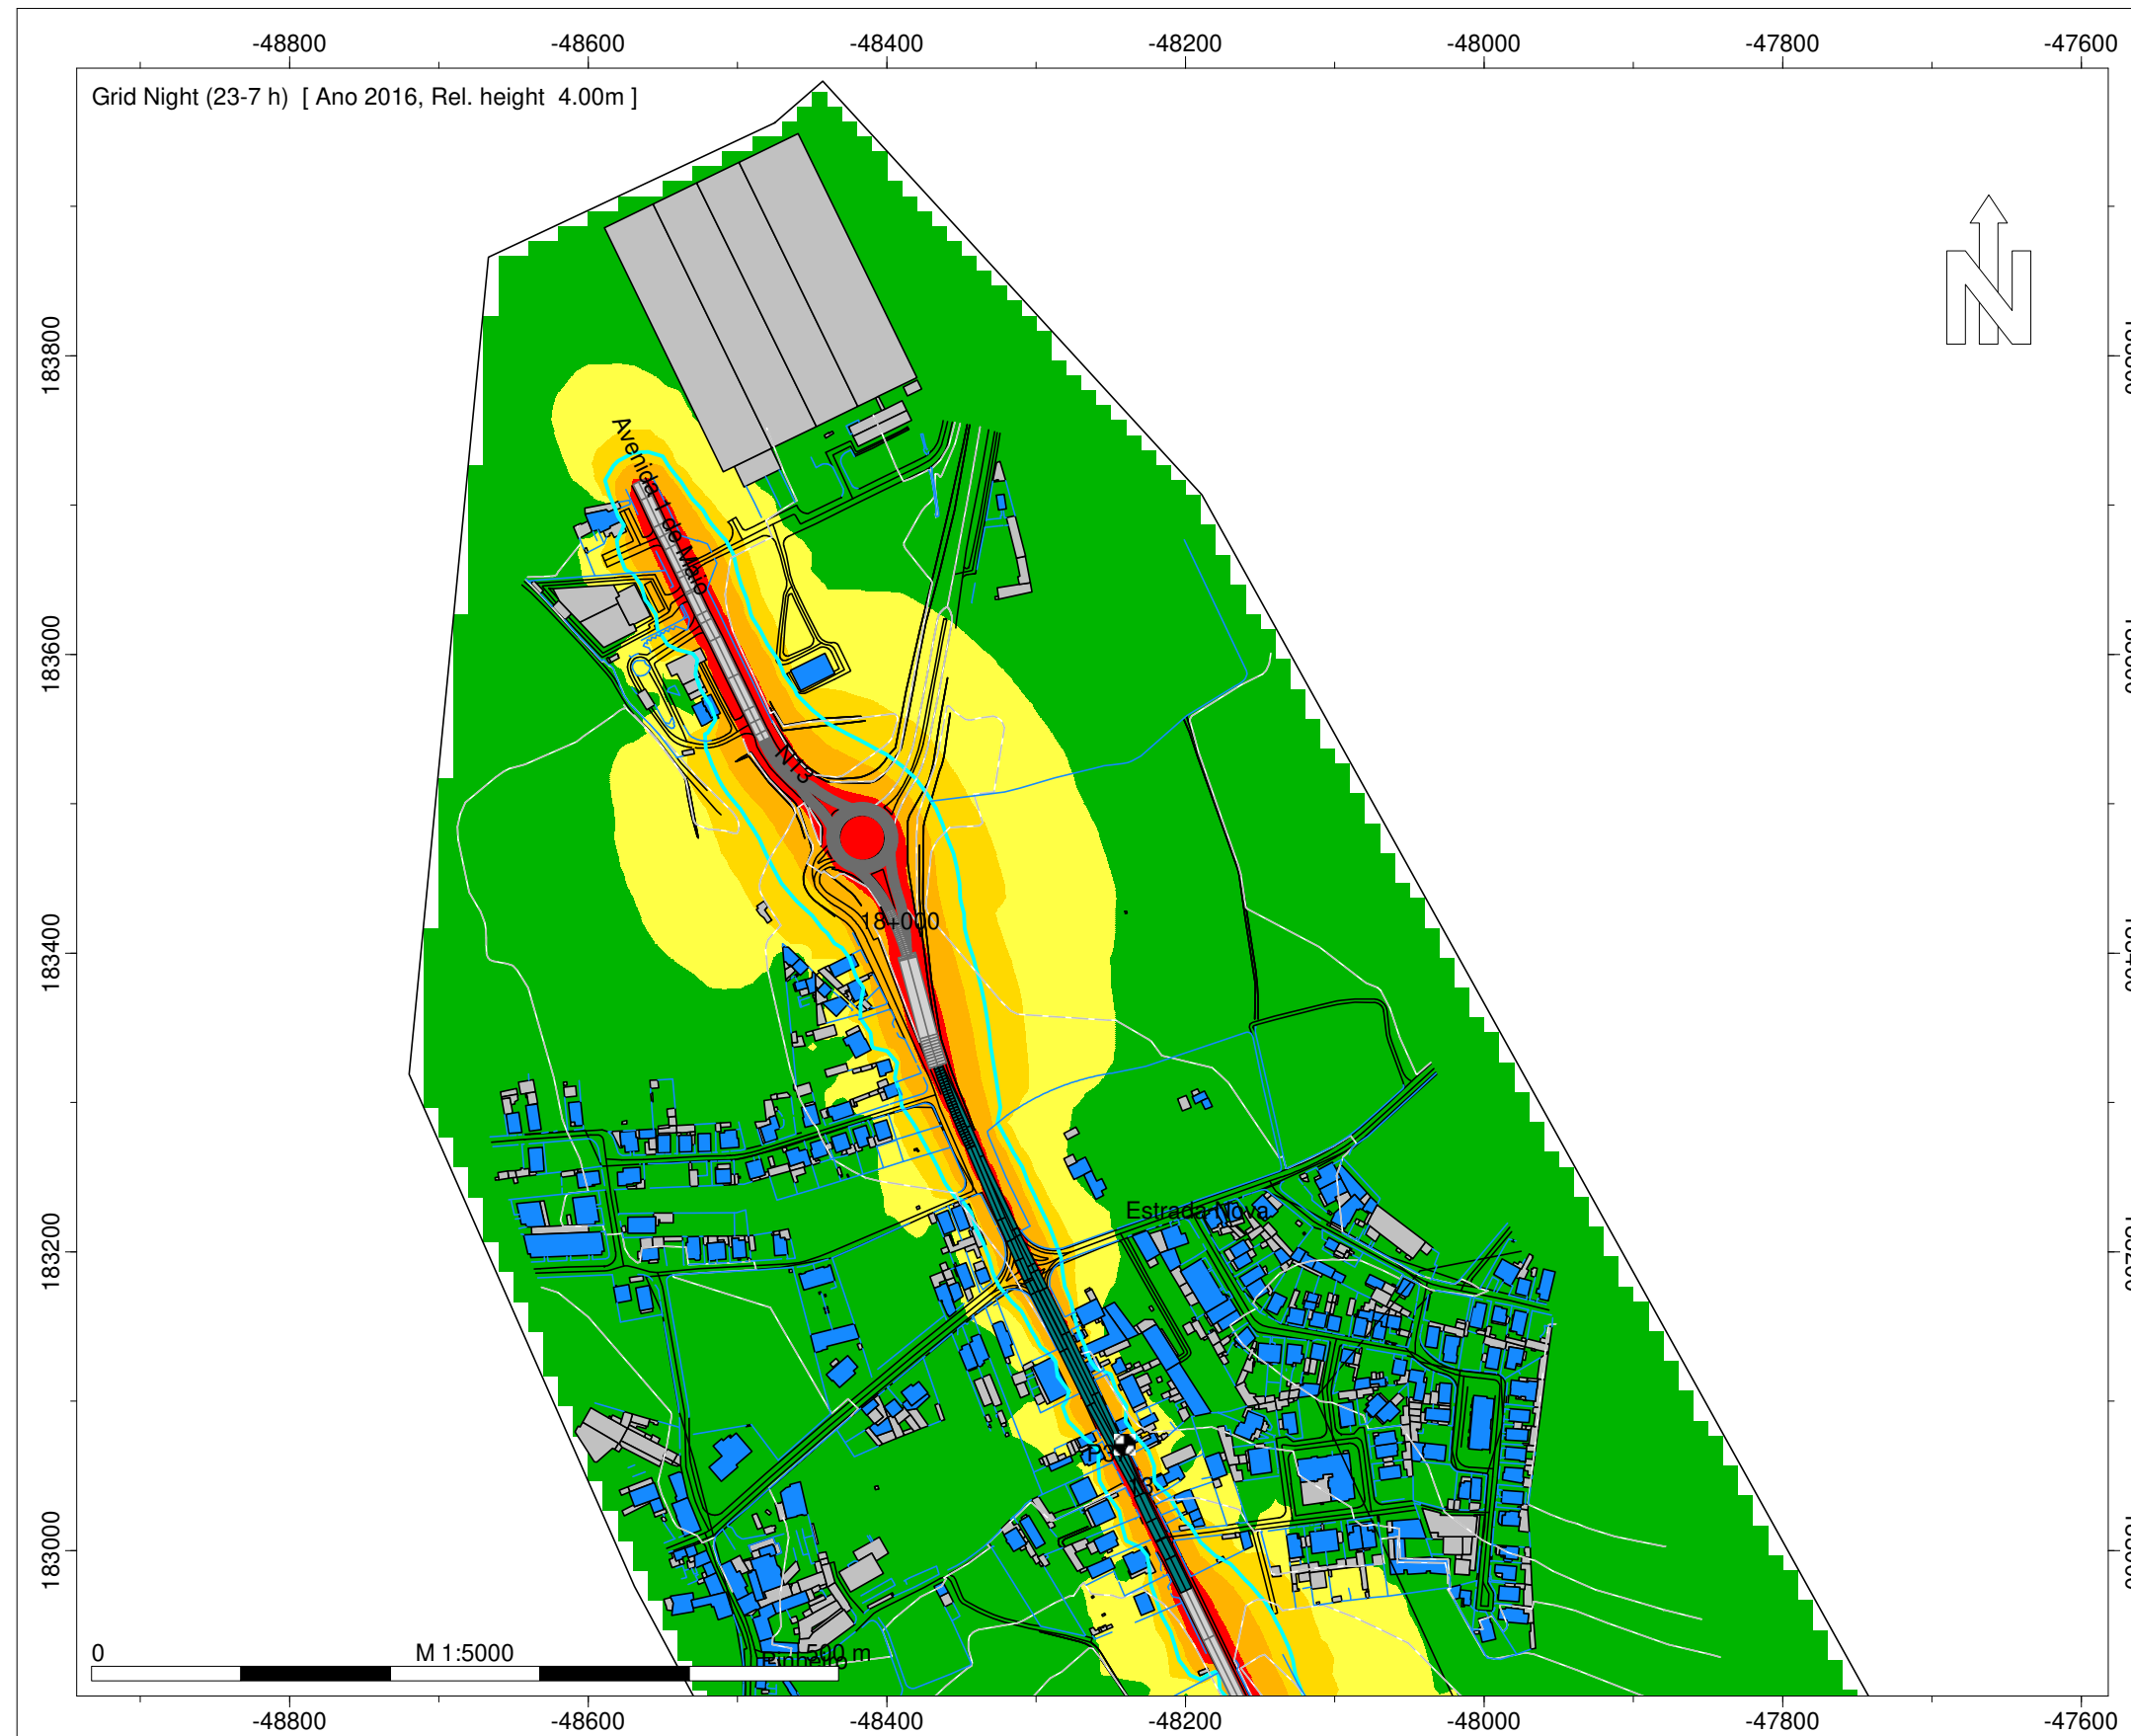 -48800 -48600 -48400 -48200 -48000 -47800 -47600
Grid Night (23-7 h) [ Ano 2016, Rel. height 4.00m ]
N
183800
Avenida 1 de Maio
183600
N13
18+000
183400
Estrada Nova
183200
P3
183000
0 M 1:5000 500 m
Pinheiro
-48800 -48600 -48400 -48200 -48000 -47800 -47600